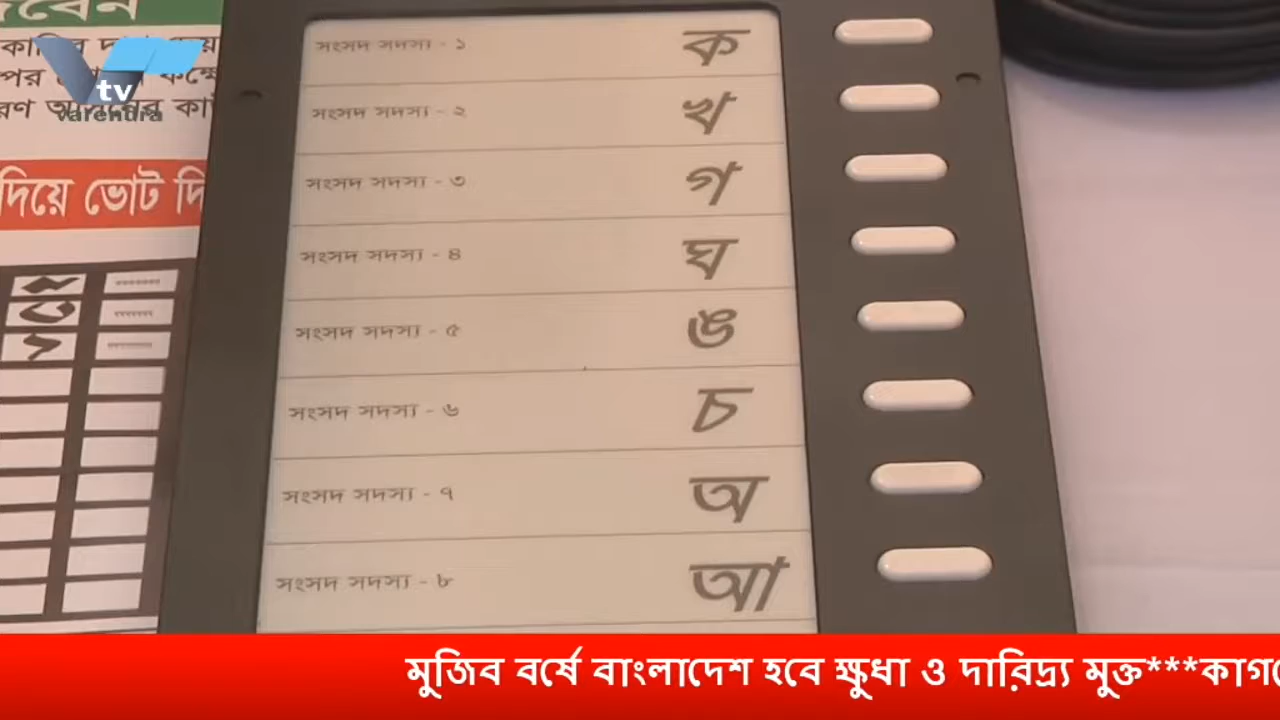 tv
varendra
দিয়ে ভোট দি
সংসদ সদস্য - ১ ক
সংসদ সদস্য - ২ খ
সংসদ সদস্য - ৩ গ
সংসদ সদস্য - ৪ ঘ
সংসদ সদস্য - ৫ ঙ
সংসদ সদস্য - ৬ চ
সংসদ সদস্য - ৭ অ
সংসদ সদস্য - ৮ আ
মুজিব বর্ষে বাংলাদেশ হবে ক্ষুধা ও দারিদ্র্য মুক্ত***কাগ